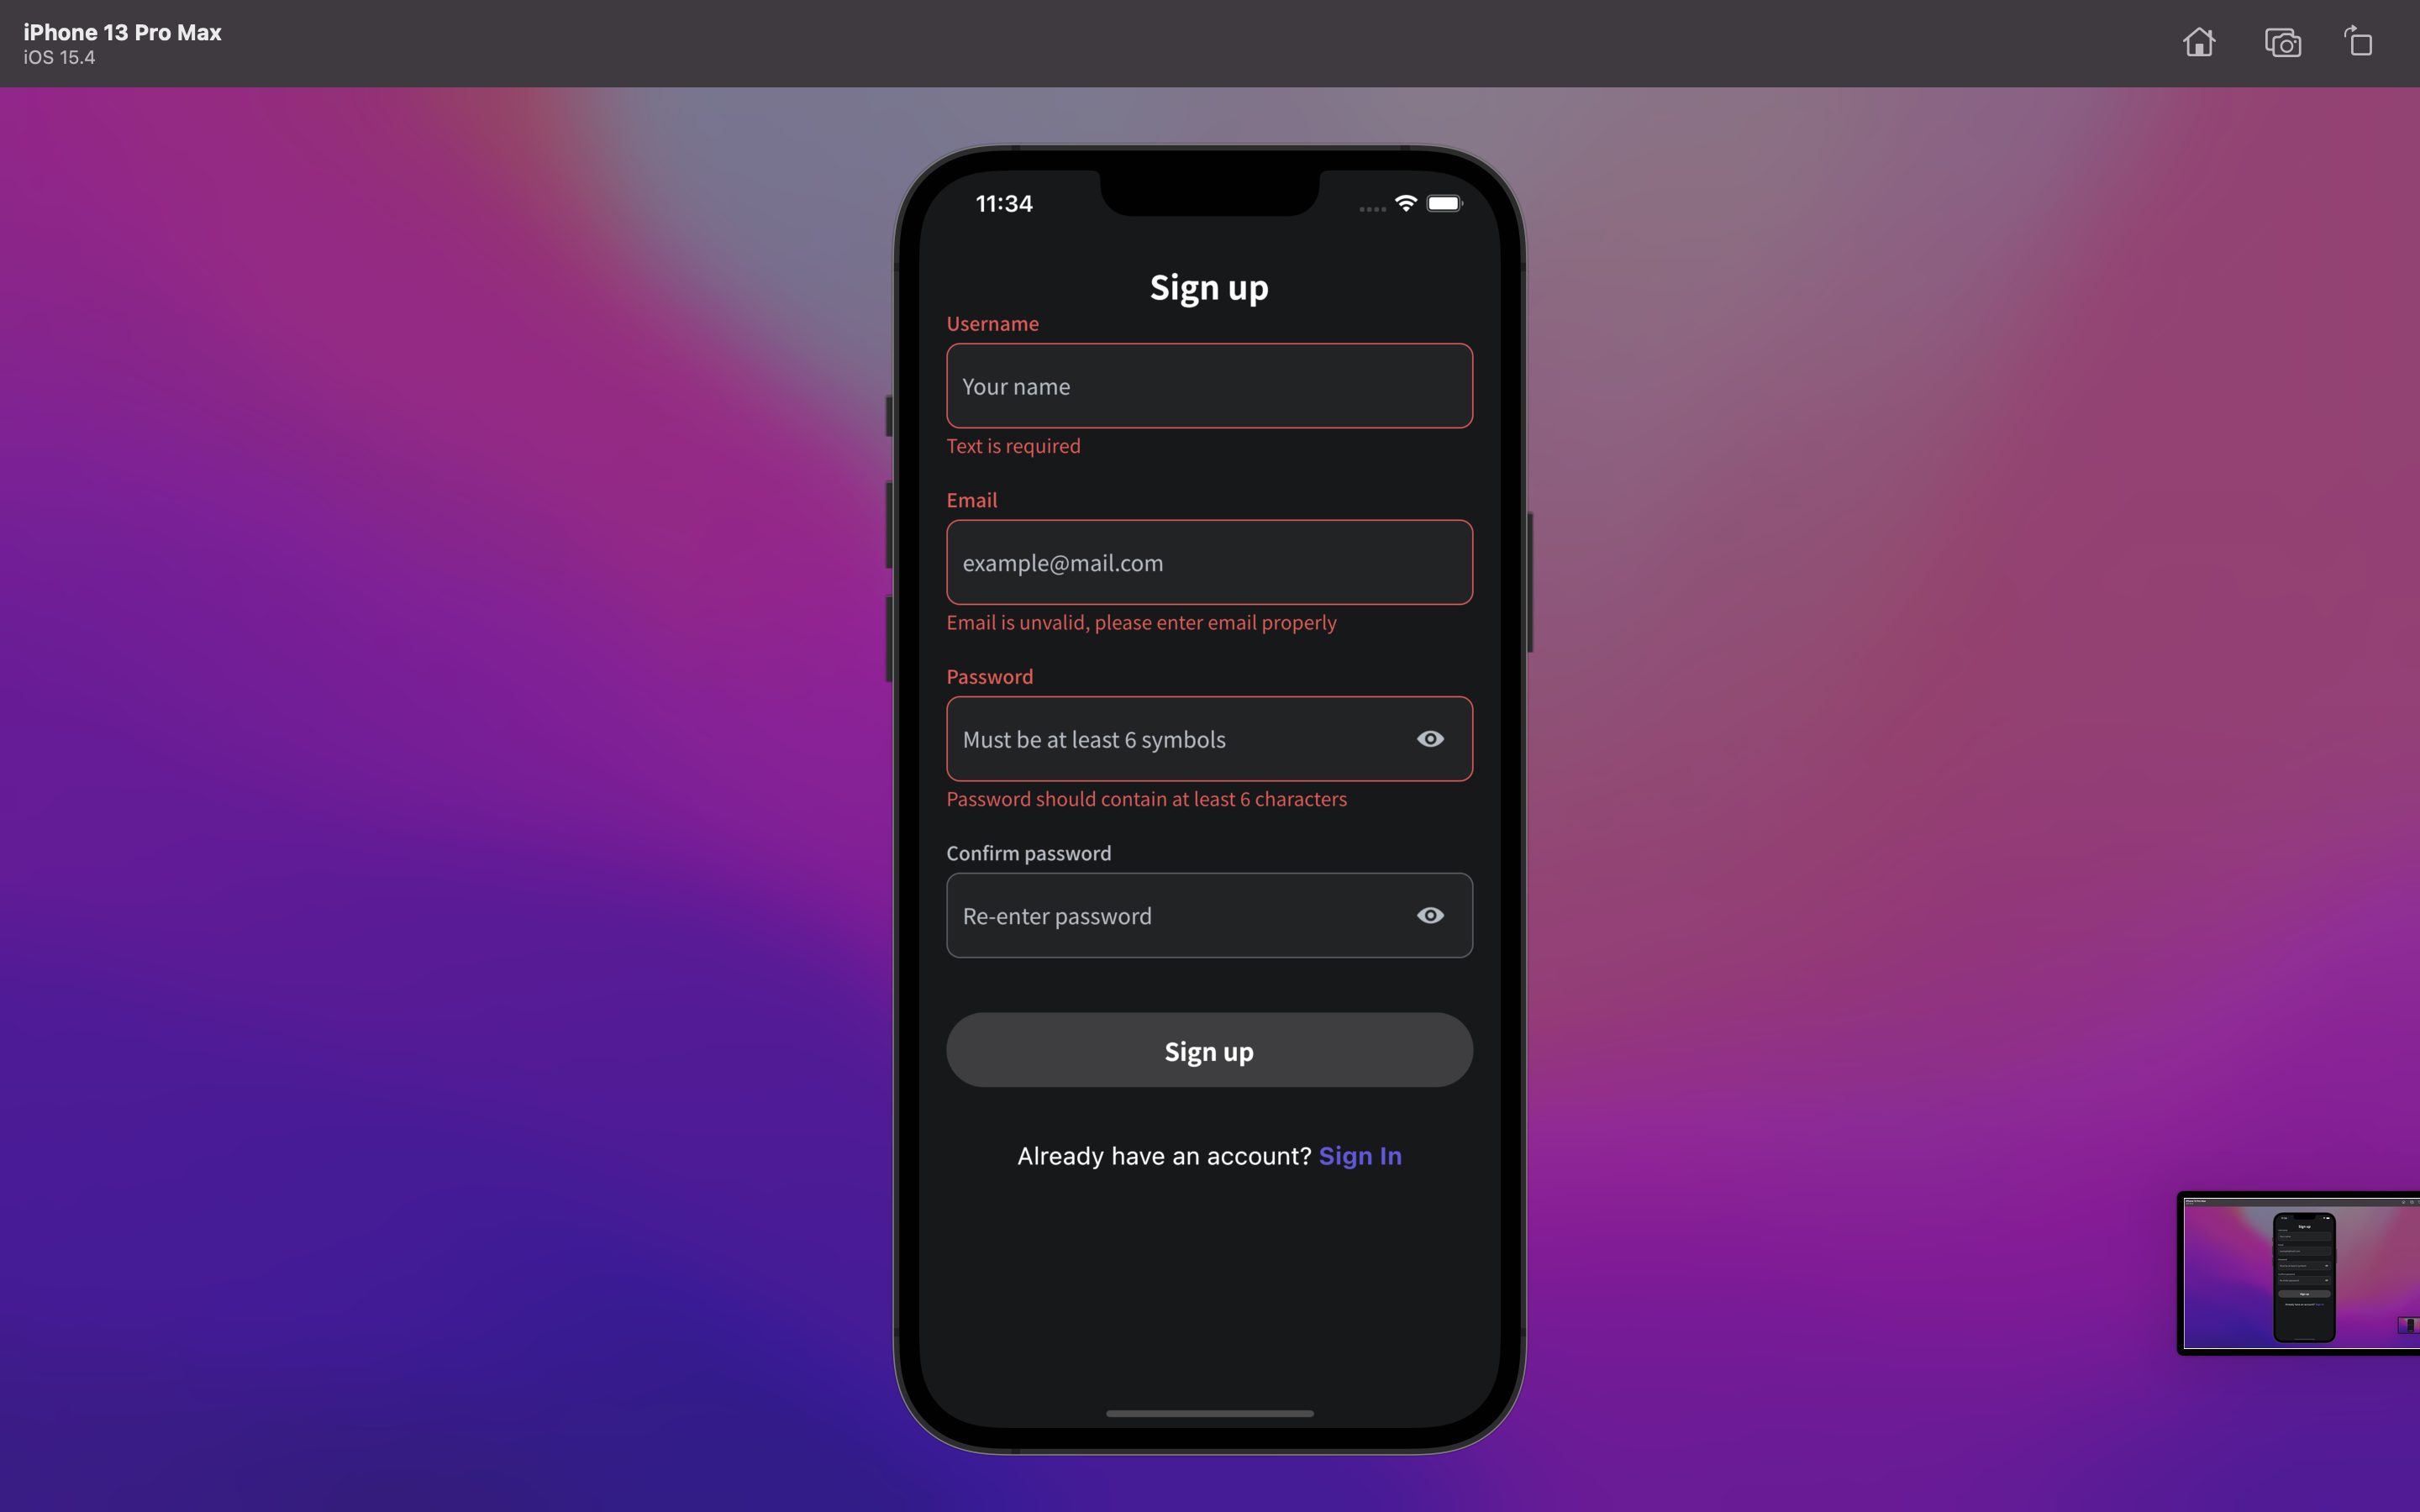 iPhone 13 Pro Max
iOS 15.4
11:34
Sign up
Username
Your name
Text is required
Email
example@mail.com
Email is unvalid, please enter email properly
Password
Must be at least 6 symbols
Password should contain at least 6 characters
Confirm password
Re-enter password
Sign up
Already have an account? Sign In